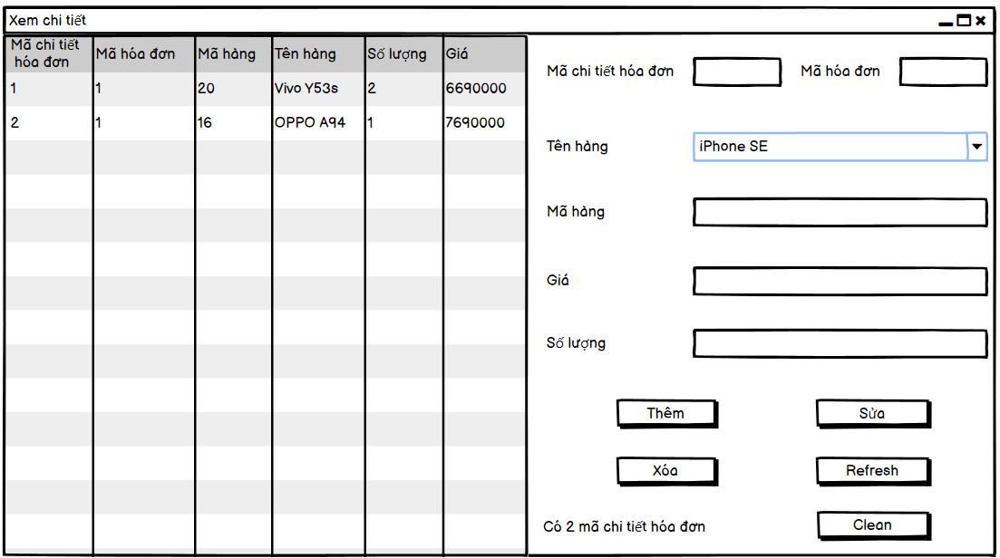 Xem chi tiết
Mã chi tiết hóa đơn Mã hóa đơn Mã hàng Tên hàng Số lượng Giá
1 1 20 Vivo Y53s 2 6690000
2 1 16 OPPO A94 1 7690000
Mã chi tiết hóa đơn Mã hóa đơn
Tên hàng iPhone SE
Mã hàng
Giá
Số lượng
Thêm Sửa
Xóa Refresh
Có 2 mã chi tiết hóa đơn Clean